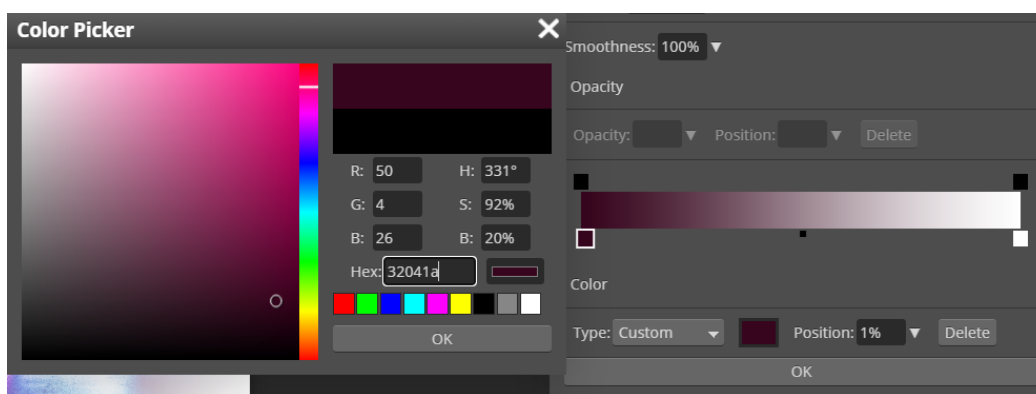 Color Picker
R: 50 H: 331°
G: 4 S: 92%
B: 26 B: 20%
Hex: 32041a
OK
Smoothness: 100% ▼
Opacity
Opacity: ▼ Position: ▼ Delete
Color
Type: Custom Position: 1% ▼ Delete
OK